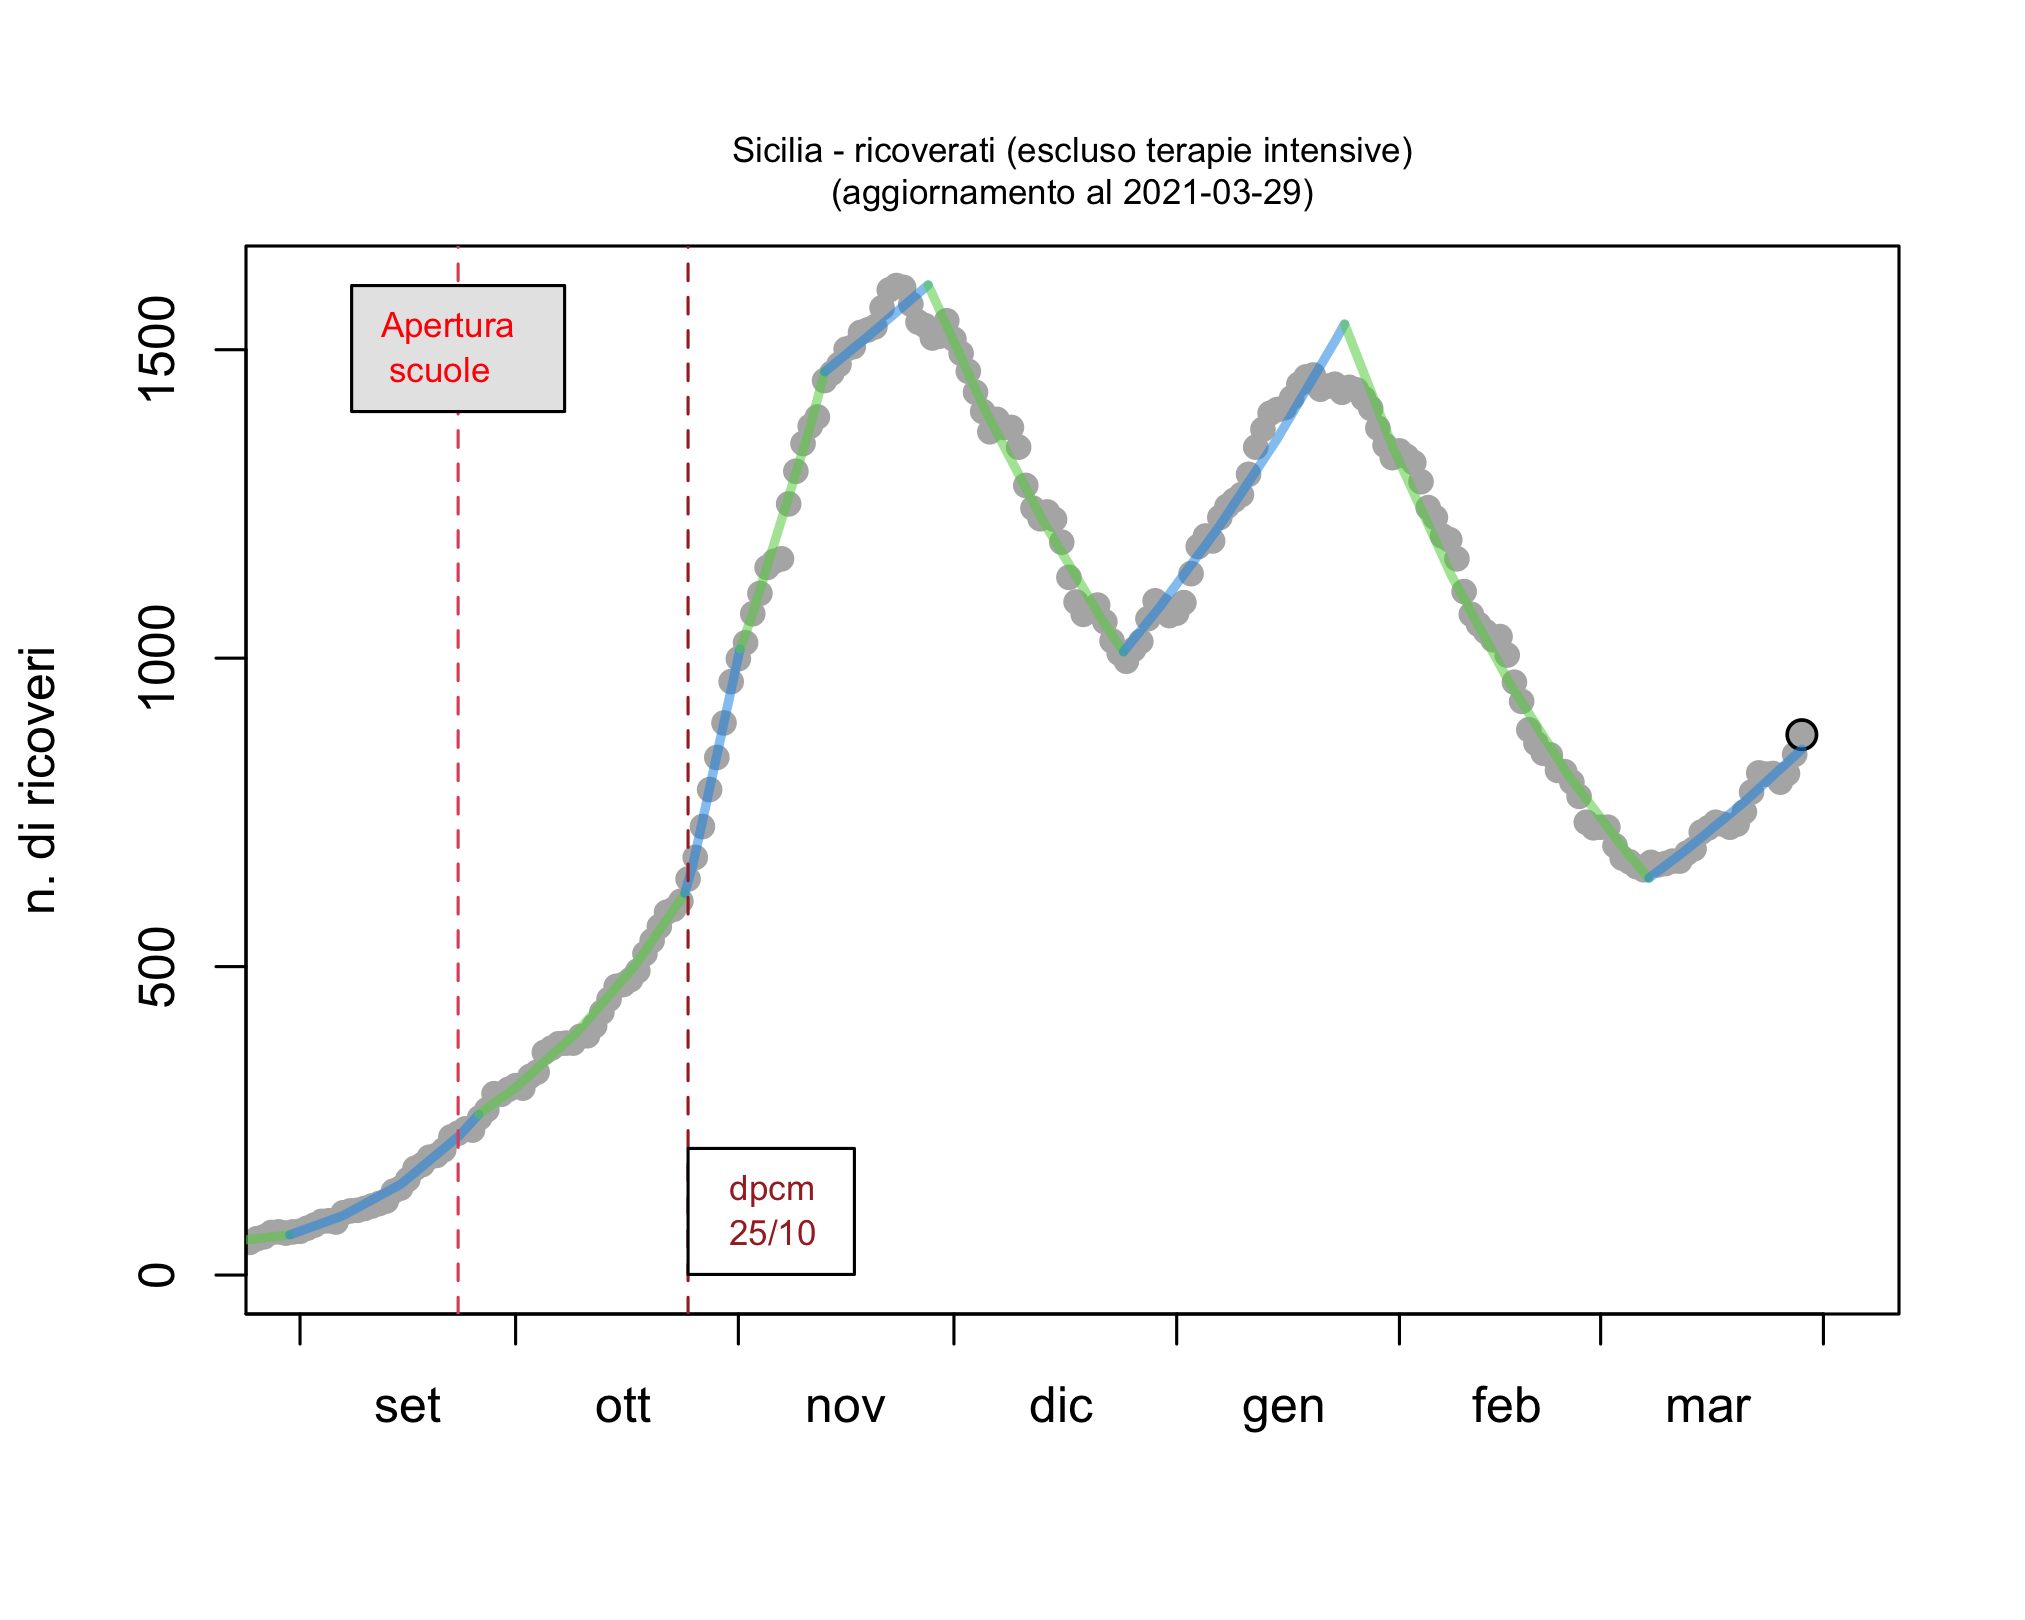 Sicilia - ricoverati (escluso terapie intensive)
(aggiornamento al 2021-03-29)
n. di ricoveri
1500
1000
500
0
Apertura
scuole
dpcm
25/10
set ott nov dic gen feb mar